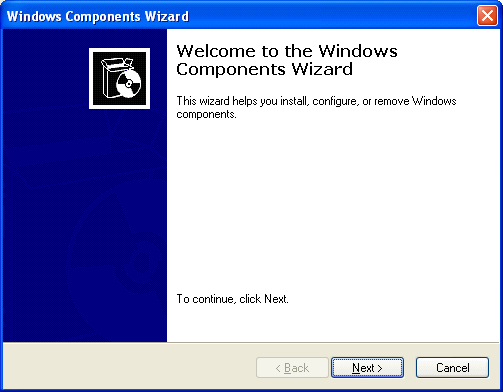 Windows Components Wizard
Welcome to the Windows
Components Wizard
This wizard helps you install, configure, or remove Windows
components.
To continue, click Next.
< Back
Next >
Cancel